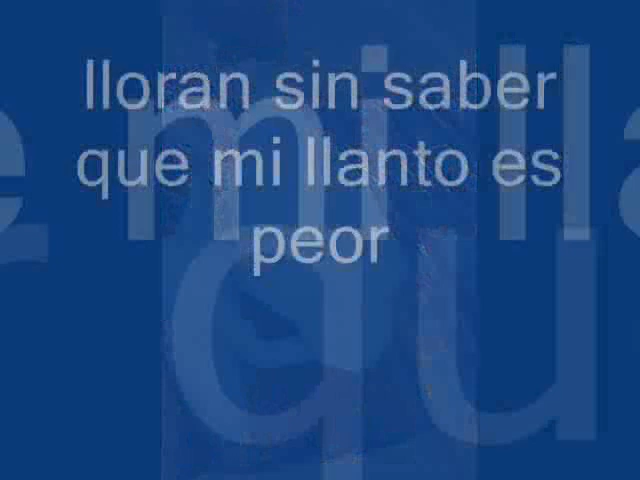 lloran sin saber
que mi llanto es
peor